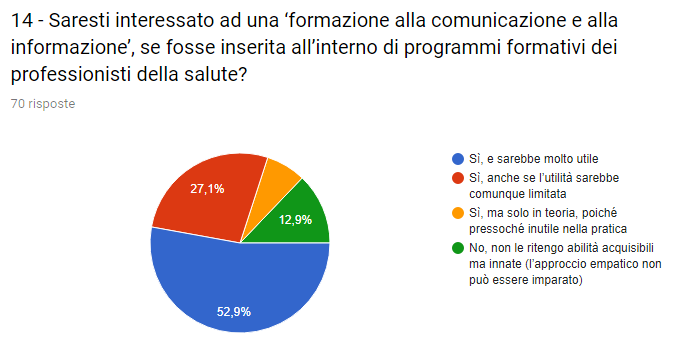 14 - Saresti interessato ad una ‘formazione alla comunicazione e alla
informazione’, se fosse inserita all’interno di programmi formativi dei
professionisti della salute?
70 risposte
27,1%
12,9%
52,9%
Sì, e sarebbe molto utile
Sì, anche se l’utilità sarebbe
comunque limitata
Sì, ma solo in teoria, poiché
pressoché inutile nella pratica
No, non le ritengo abilità acquisibili
ma innate (l’approccio empatico non
può essere imparato)